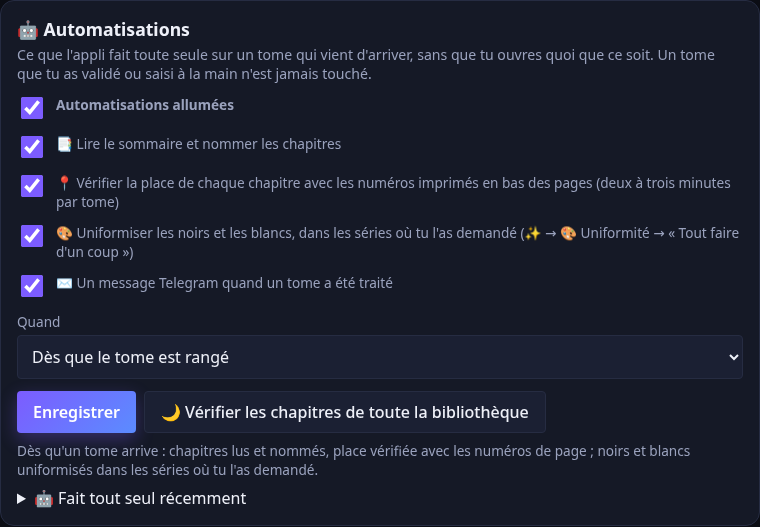 🤖 Automatisations
Ce que l'appli fait toute seule sur un tome qui vient d'arriver, sans que tu ouvres quoi que ce soit. Un tome
que tu as validé ou saisi à la main n'est jamais touché.
Automatisations allumées
📑 Lire le sommaire et nommer les chapitres
📍 Vérifier la place de chaque chapitre avec les numéros imprimés en bas des pages (deux à trois minutes
par tome)
🎨 Uniformiser les noirs et les blancs, dans les séries où tu l'as demandé (✨ → 🎨 Uniformité → « Tout faire
d'un coup »)
✉️ Un message Telegram quand un tome a été traité
Quand
Dès que le tome est rangé
Enregistrer
🌙 Vérifier les chapitres de toute la bibliothèque
Dès qu'un tome arrive : chapitres lus et nommés, place vérifiée avec les numéros de page ; noirs et blancs
uniformisés dans les séries où tu l'as demandé.
▶ 🤖 Fait tout seul récemment